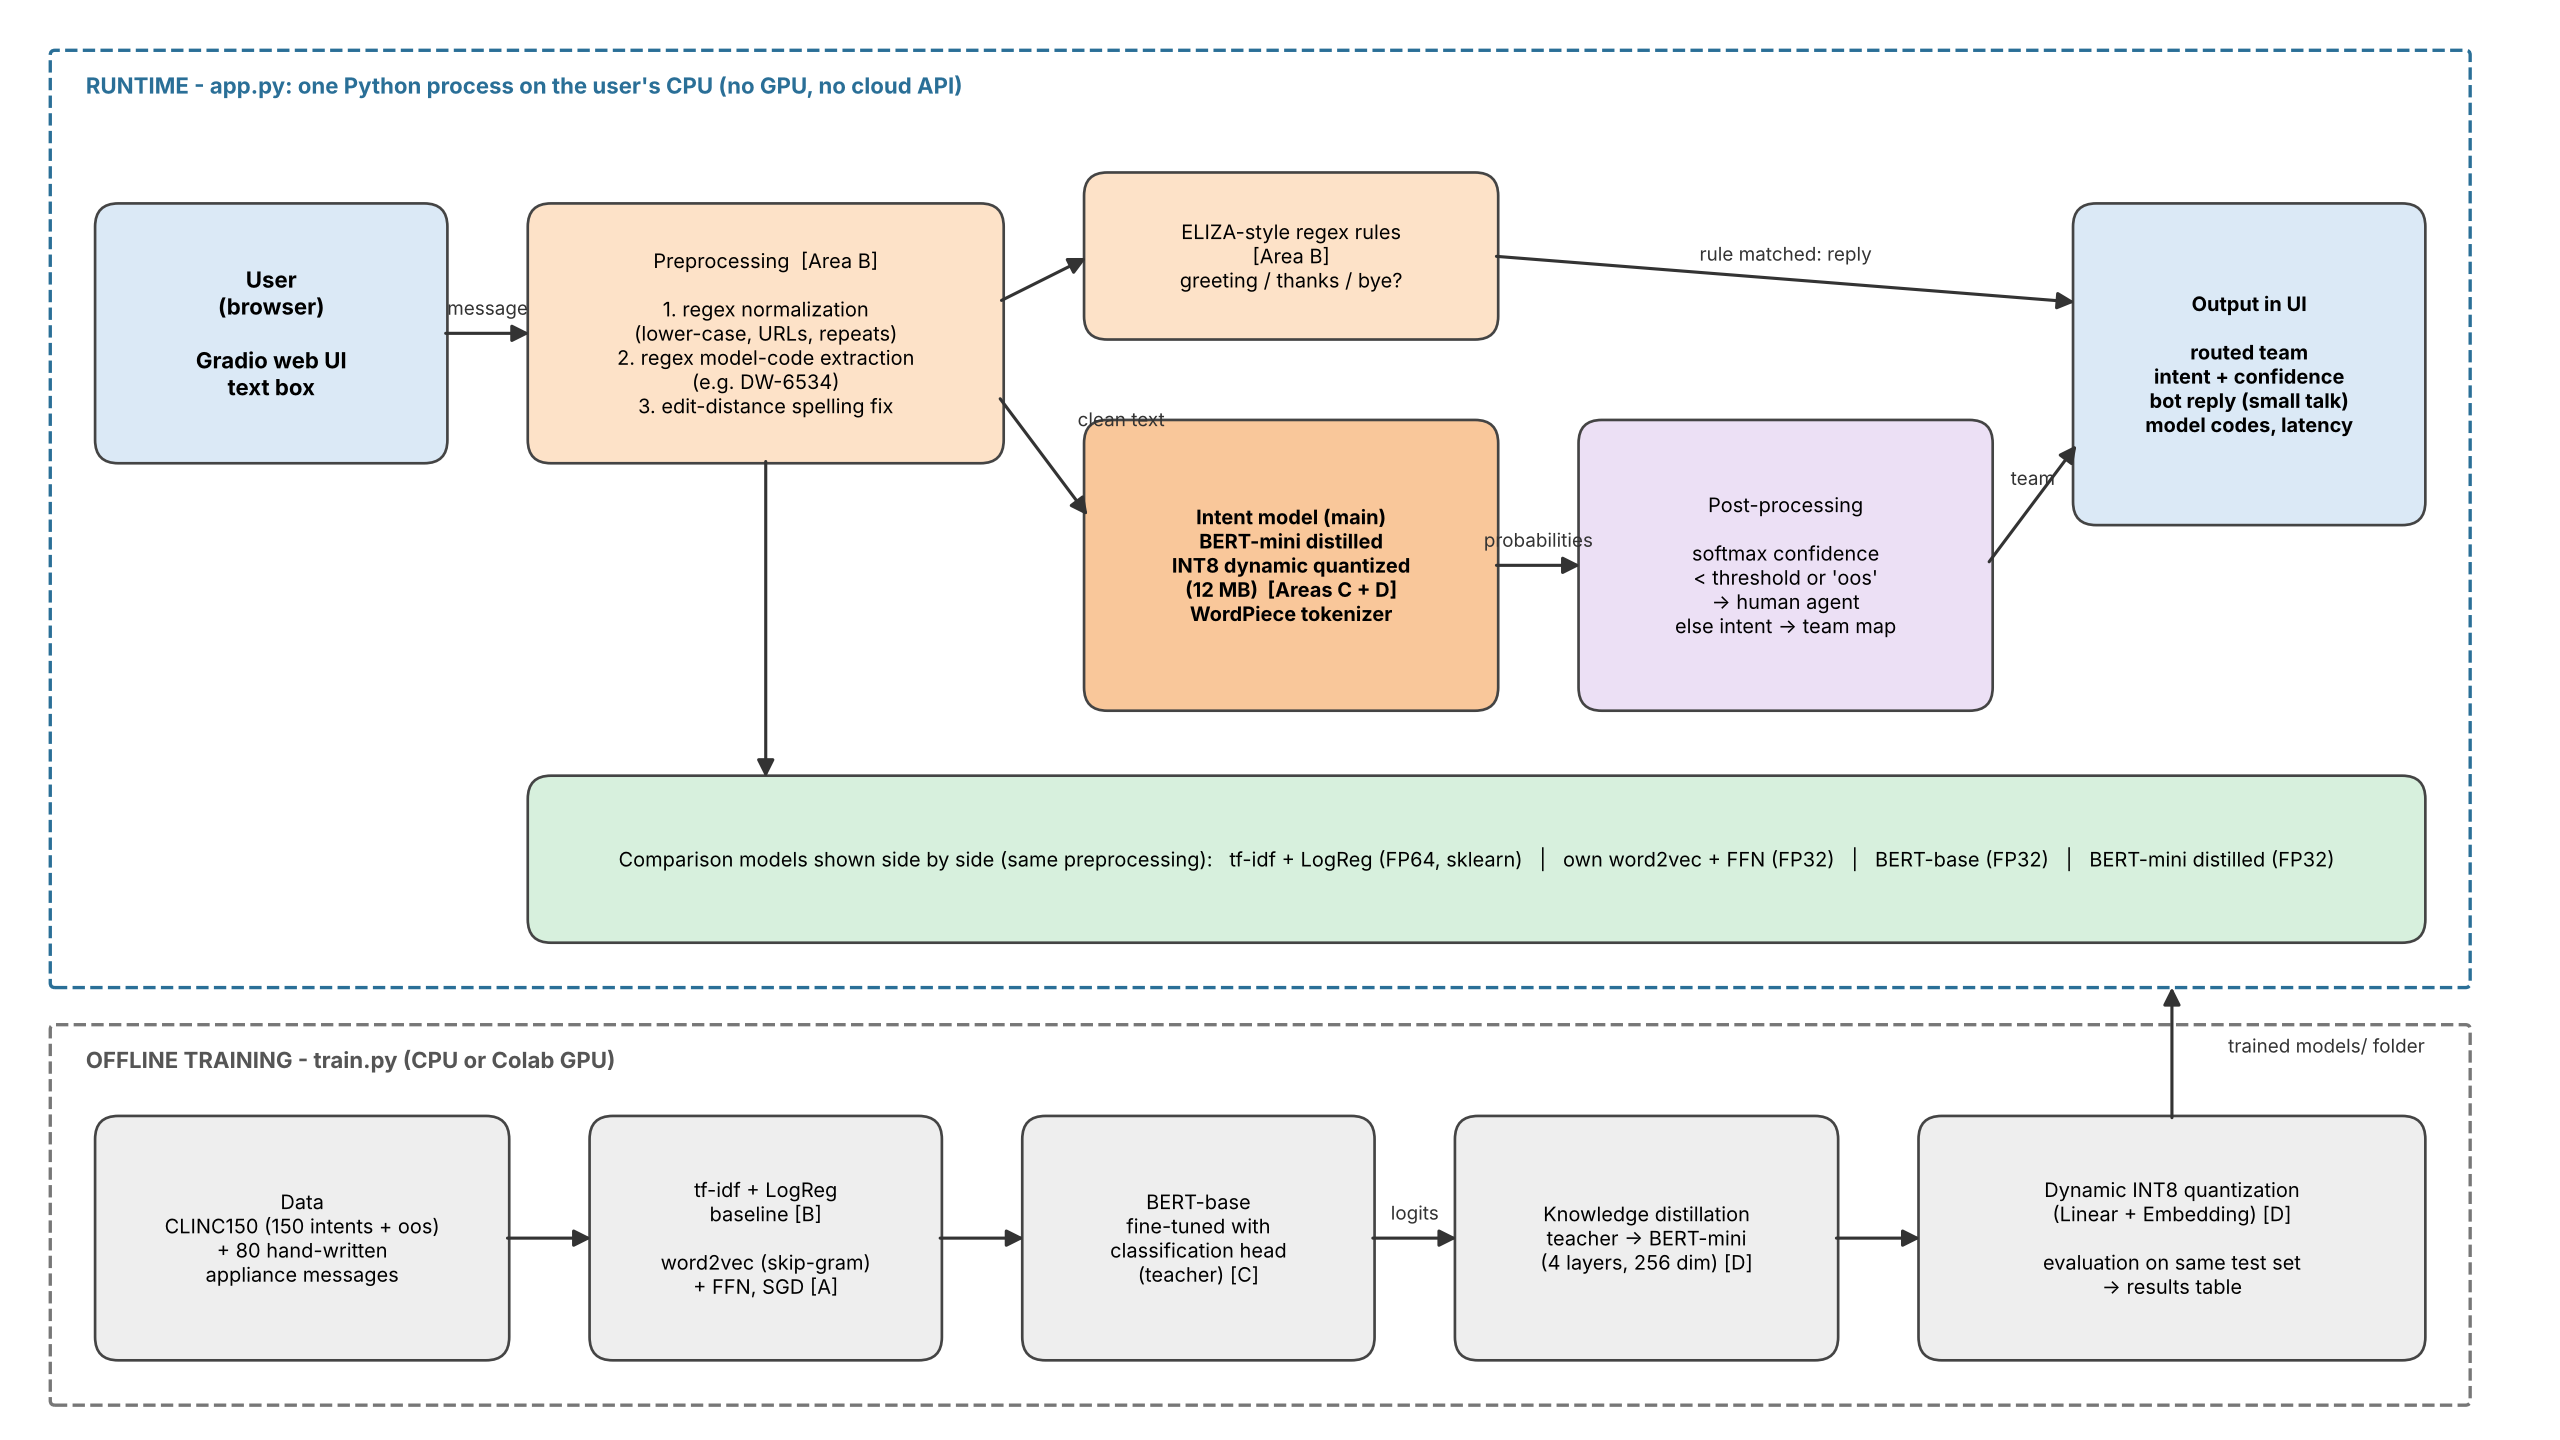 RUNTIME - app.py: one Python process on the user's CPU (no GPU, no cloud API)
User
(browser)
Gradio web UI
text box
message
Preprocessing  [Area B]
1. regex normalization
(lower-case, URLs, repeats)
2. regex model-code extraction
(e.g. DW-6534)
3. edit-distance spelling fix
ELIZA-style regex rules
[Area B]
greeting / thanks / bye?
rule matched: reply
clean text
Intent model (main)
BERT-mini distilled
INT8 dynamic quantized
(12 MB)  [Areas C + D]
WordPiece tokenizer
probabilities
Post-processing
softmax confidence
< threshold or 'oos'
→ human agent
else intent → team map
team
Output in UI
routed team
intent + confidence
bot reply (small talk)
model codes, latency
Comparison models shown side by side (same preprocessing):   tf-idf + LogReg (FP64, sklearn)   |   own word2vec + FFN (FP32)   |   BERT-base (FP32)   |   BERT-mini distilled (FP32)
OFFLINE TRAINING - train.py (CPU or Colab GPU)
trained models/ folder
Data
CLINC150 (150 intents + oos)
+ 80 hand-written
appliance messages
tf-idf + LogReg
baseline [B]
word2vec (skip-gram)
+ FFN, SGD [A]
BERT-base
fine-tuned with
classification head
(teacher) [C]
logits
Knowledge distillation
teacher → BERT-mini
(4 layers, 256 dim) [D]
Dynamic INT8 quantization
(Linear + Embedding) [D]
evaluation on same test set
→ results table